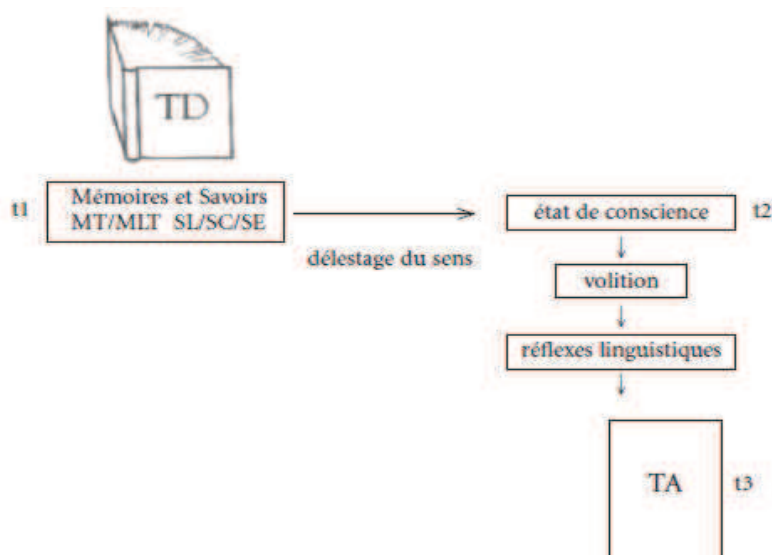 TD
t1
Mémoires et Savoirs
MT/MLT SL/SC/SE
délestage du sens
état de conscience
t2
volition
réflexes linguistiques
TA
t3